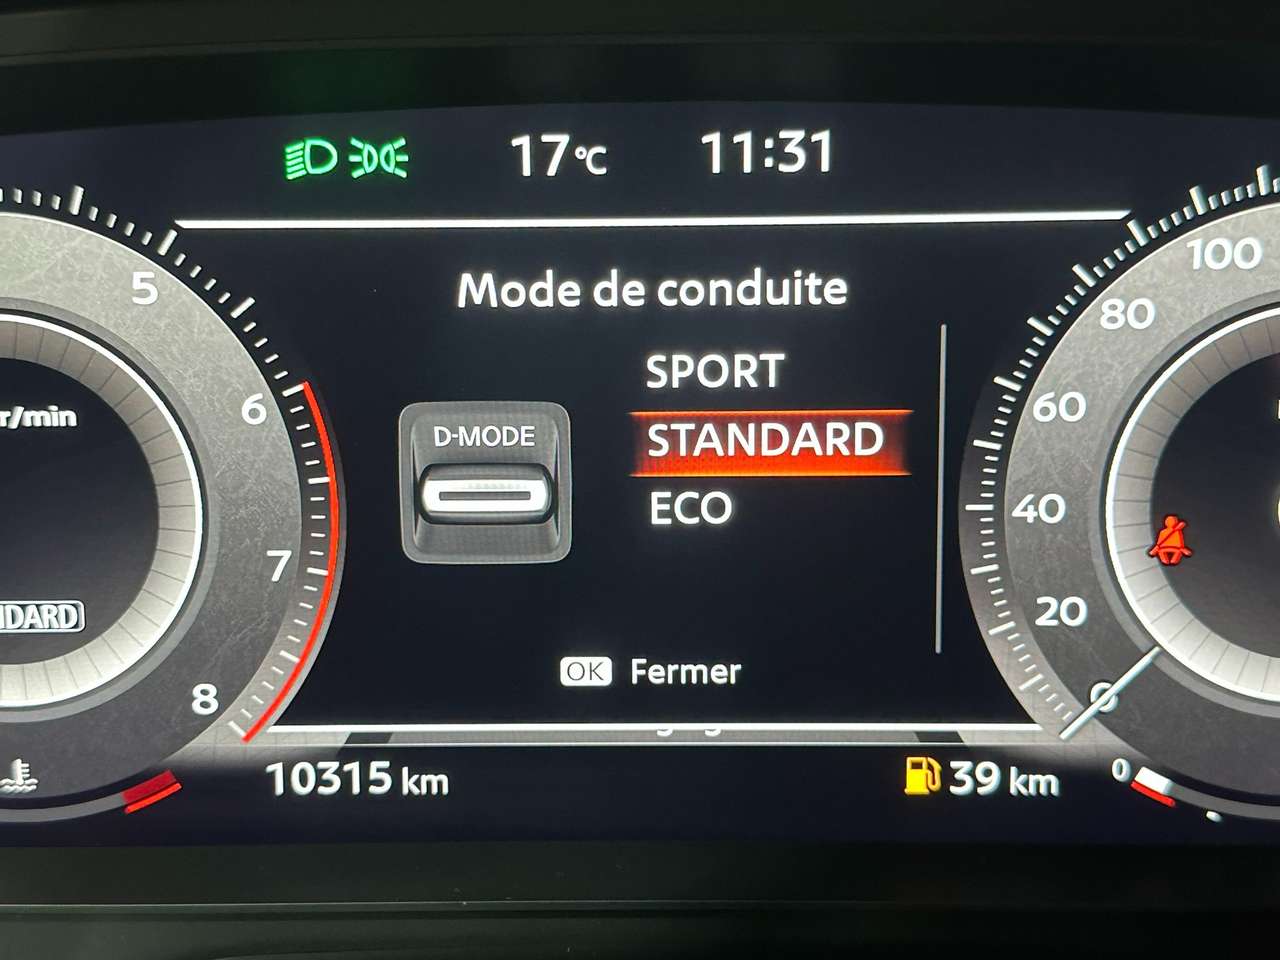 17°C 11:31
Mode de conduite
SPORT
D-MODE
STANDARD
ECO
OK Fermer
5
6
7
8
r/min
NDARD
100
80
60
40
20
0
10315 km
39 km
0